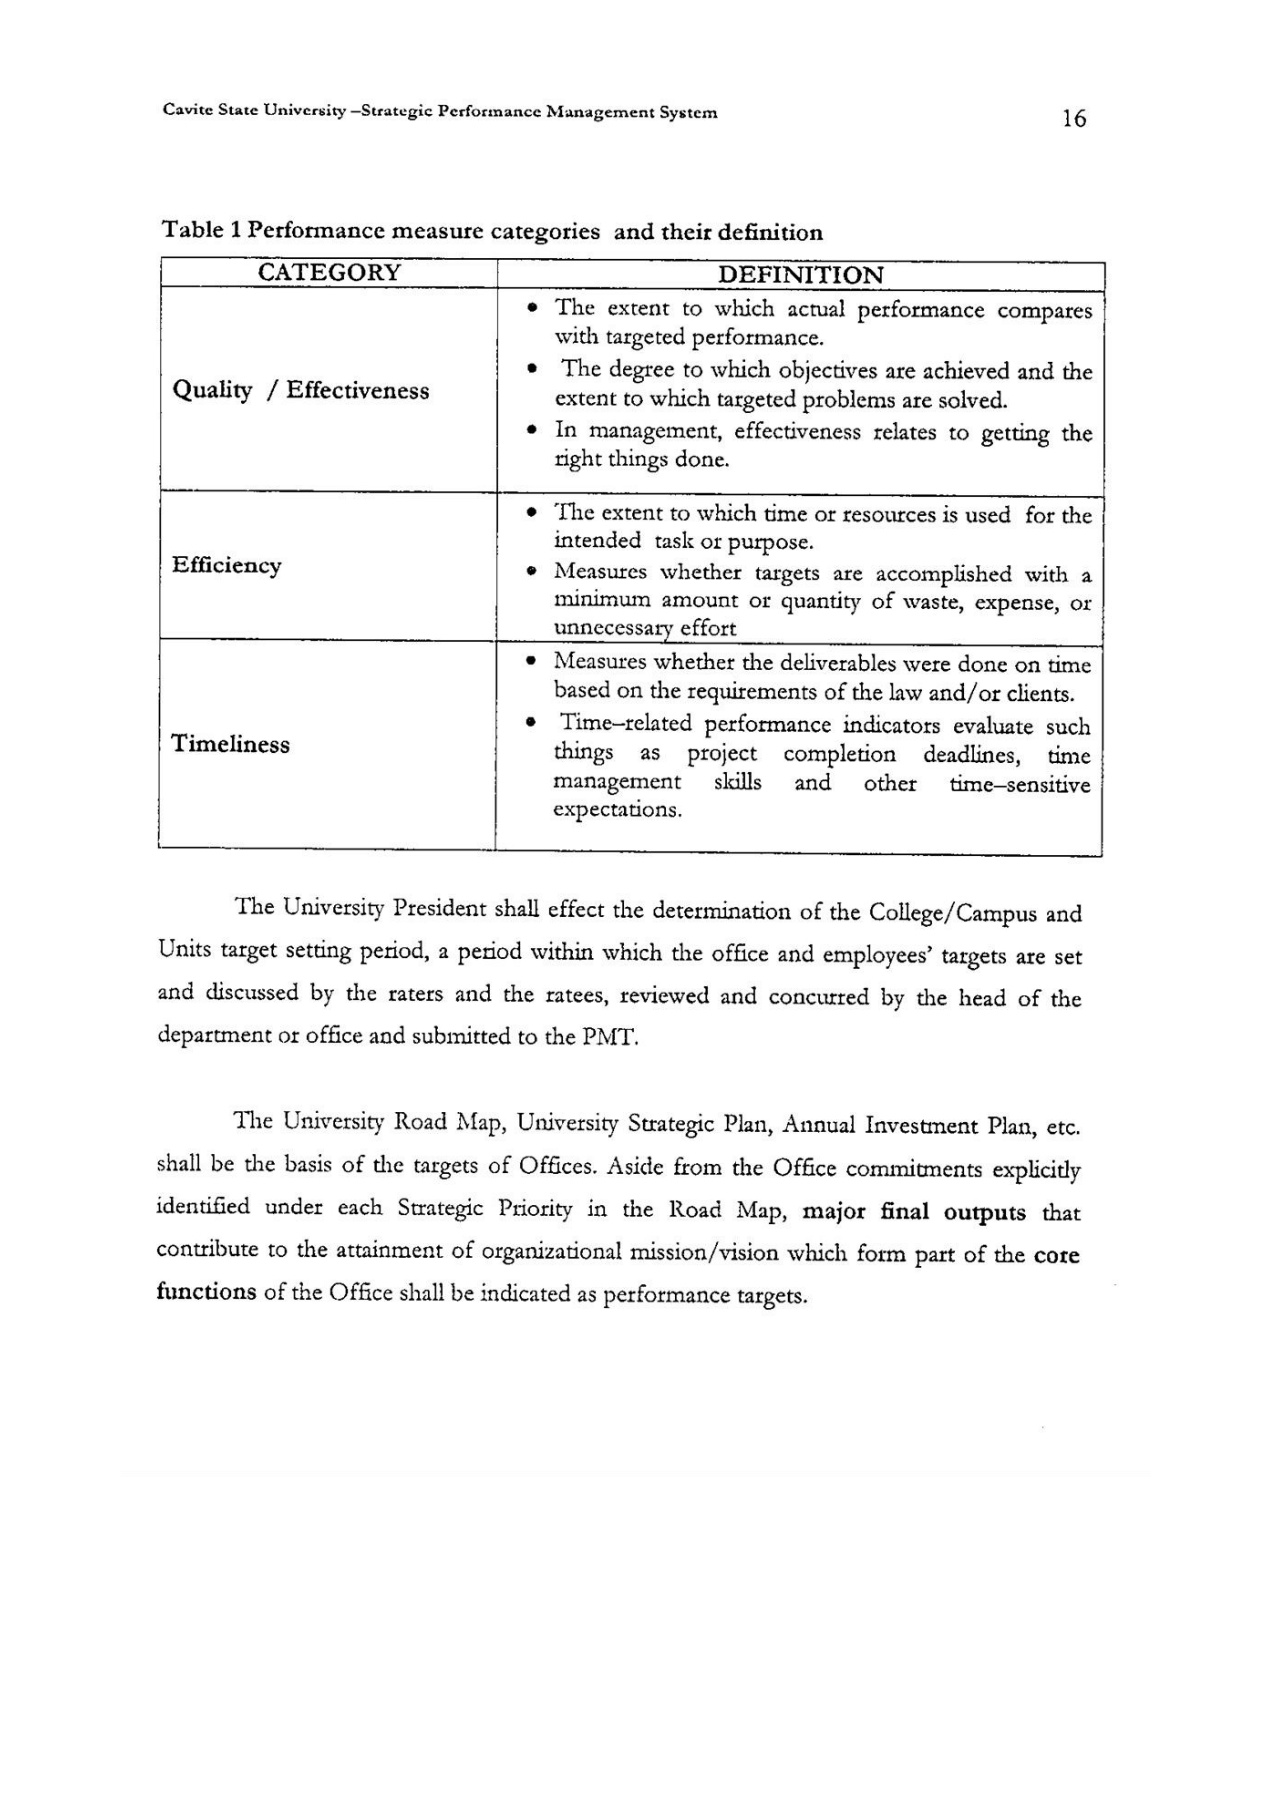 Cavite State University –Strategic Performance Management System
16
Table 1 Performance measure categories and their definition
CATEGORY
DEFINITION
Quality / Effectiveness
• The extent to which actual performance compares
with targeted performance.
• The degree to which objectives are achieved and the
extent to which targeted problems are solved.
• In management, effectiveness relates to getting the
right things done.
Efficiency
• The extent to which time or resources is used for the
intended task or purpose.
• Measures whether targets are accomplished with a
minimum amount or quantity of waste, expense, or
unnecessary effort
Timeliness
• Measures whether the deliverables were done on time
based on the requirements of the law and/or clients.
• Time–related performance indicators evaluate such
things as project completion deadlines, time
management skills and other time–sensitive
expectations.
The University President shall effect the determination of the College/Campus and
Units target setting period, a period within which the office and employees’ targets are set
and discussed by the raters and the ratees, reviewed and concurred by the head of the
department or office and submitted to the PMT.
The University Road Map, University Strategic Plan, Annual Investment Plan, etc.
shall be the basis of the targets of Offices. Aside from the Office commitments explicitly
identified under each Strategic Priority in the Road Map, major final outputs that
contribute to the attainment of organizational mission/vision which form part of the core
functions of the Office shall be indicated as performance targets.